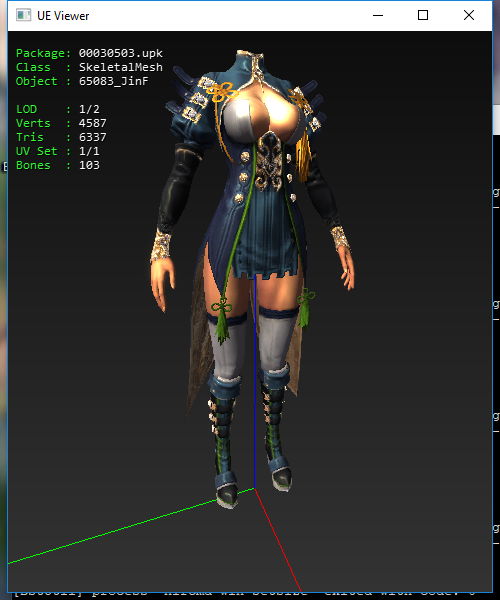 UE Viewer
Package: 00030503.upk
Class : SkeletalMesh
Object : 65083_JinF
LOD : 1/2
Verts : 4587
Tris : 6337
UV Set : 1/1
Bones : 103